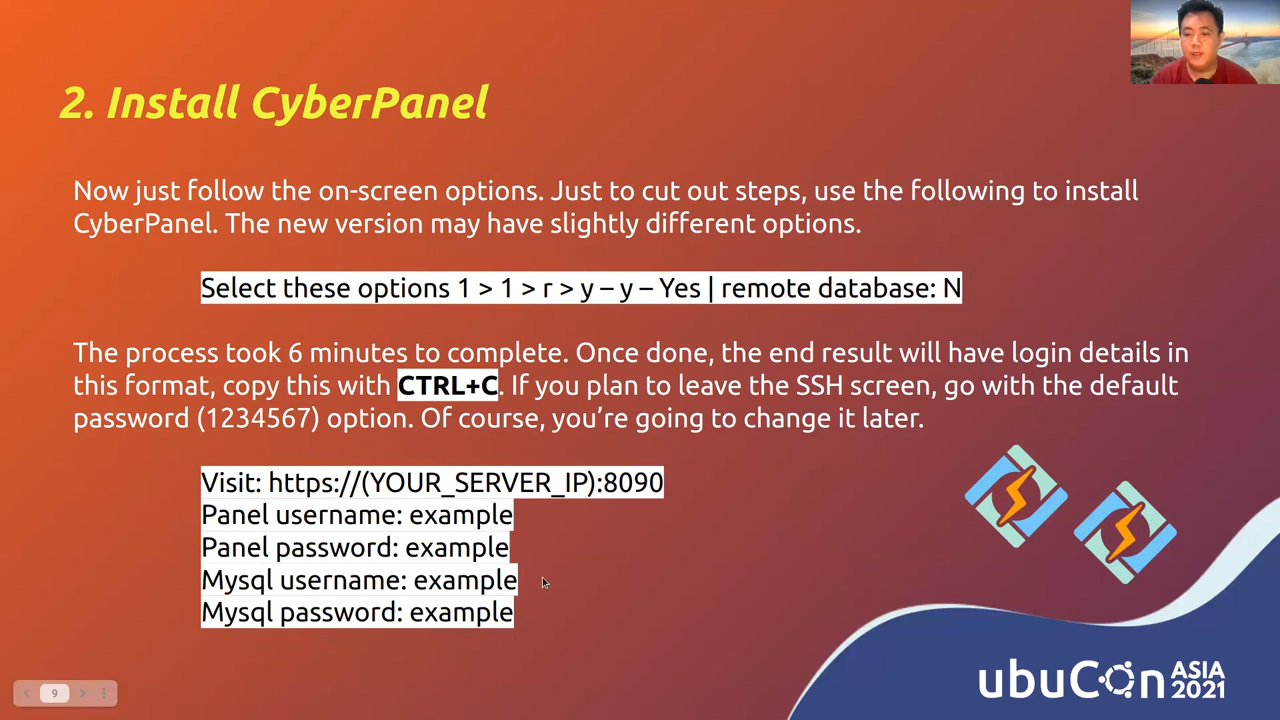 2. Install CyberPanel
Now just follow the on-screen options. Just to cut out steps, use the following to install
CyberPanel. The new version may have slightly different options.
Select these options 1 > 1 > r > y – y – Yes | remote database: N
The process took 6 minutes to complete. Once done, the end result will have login details in
this format, copy this with CTRL+C. If you plan to leave the SSH screen, go with the default
password (1234567) option. Of course, you’re going to change it later.
Visit: https://(YOUR_SERVER_IP):8090
Panel username: example
Panel password: example
Mysql username: example
Mysql password: example
9
ubuCon ASIA
2021